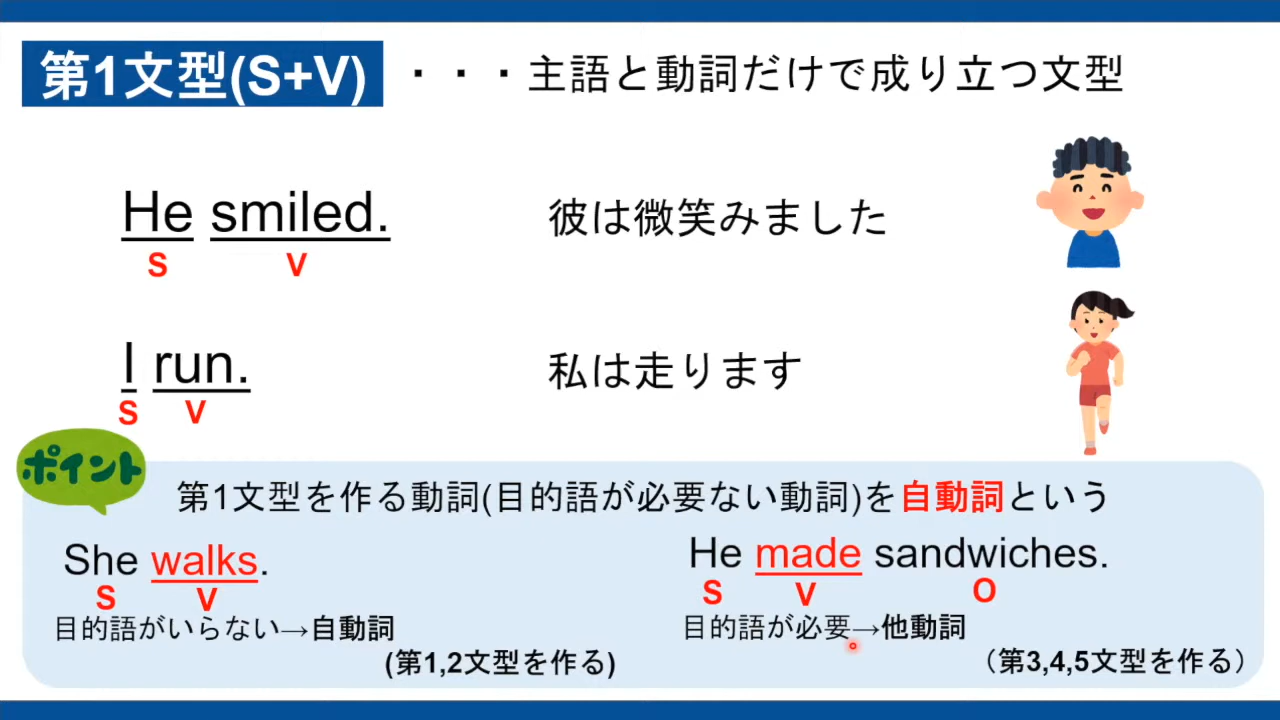 第1文型(S+V) ・・・主語と動詞だけで成り立つ文型
He smiled. 彼は微笑みました
S V
I run. 私は走ります
S V
ポイント
第1文型を作る動詞(目的語が必要ない動詞)を自動詞という
She walks.
S V
目的語がいらない→自動詞
(第1,2文型を作る)
He made sandwiches.
S V O
目的語が必要→他動詞
（第3,4,5文型を作る）